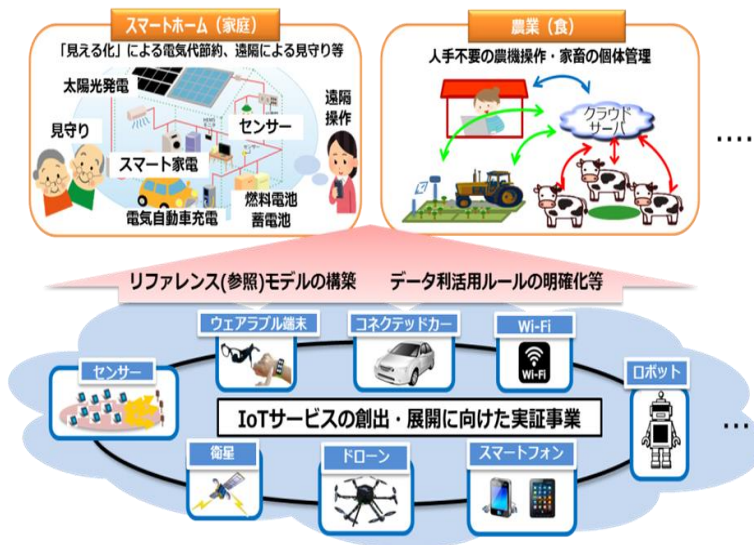 スマートホーム（家庭）
「見える化」による電気代節約、遠隔による見守り等
太陽光発電
見守り
センサー
遠隔
操作
スマート家電
電気自動車充電
燃料電池
蓄電池
農業（食）
人手不要の農機操作・家畜の個体管理
クラウド
サーバ
‥‥
リファレンス(参照)モデルの構築　データ利活用ルールの明確化等
ウェアラブル端末
コネクテッドカー
Wi-Fi
Wi-Fi
センサー
ロボット
IoTサービスの創出・展開に向けた実証事業
‥‥
衛星
ドローン
スマートフォン